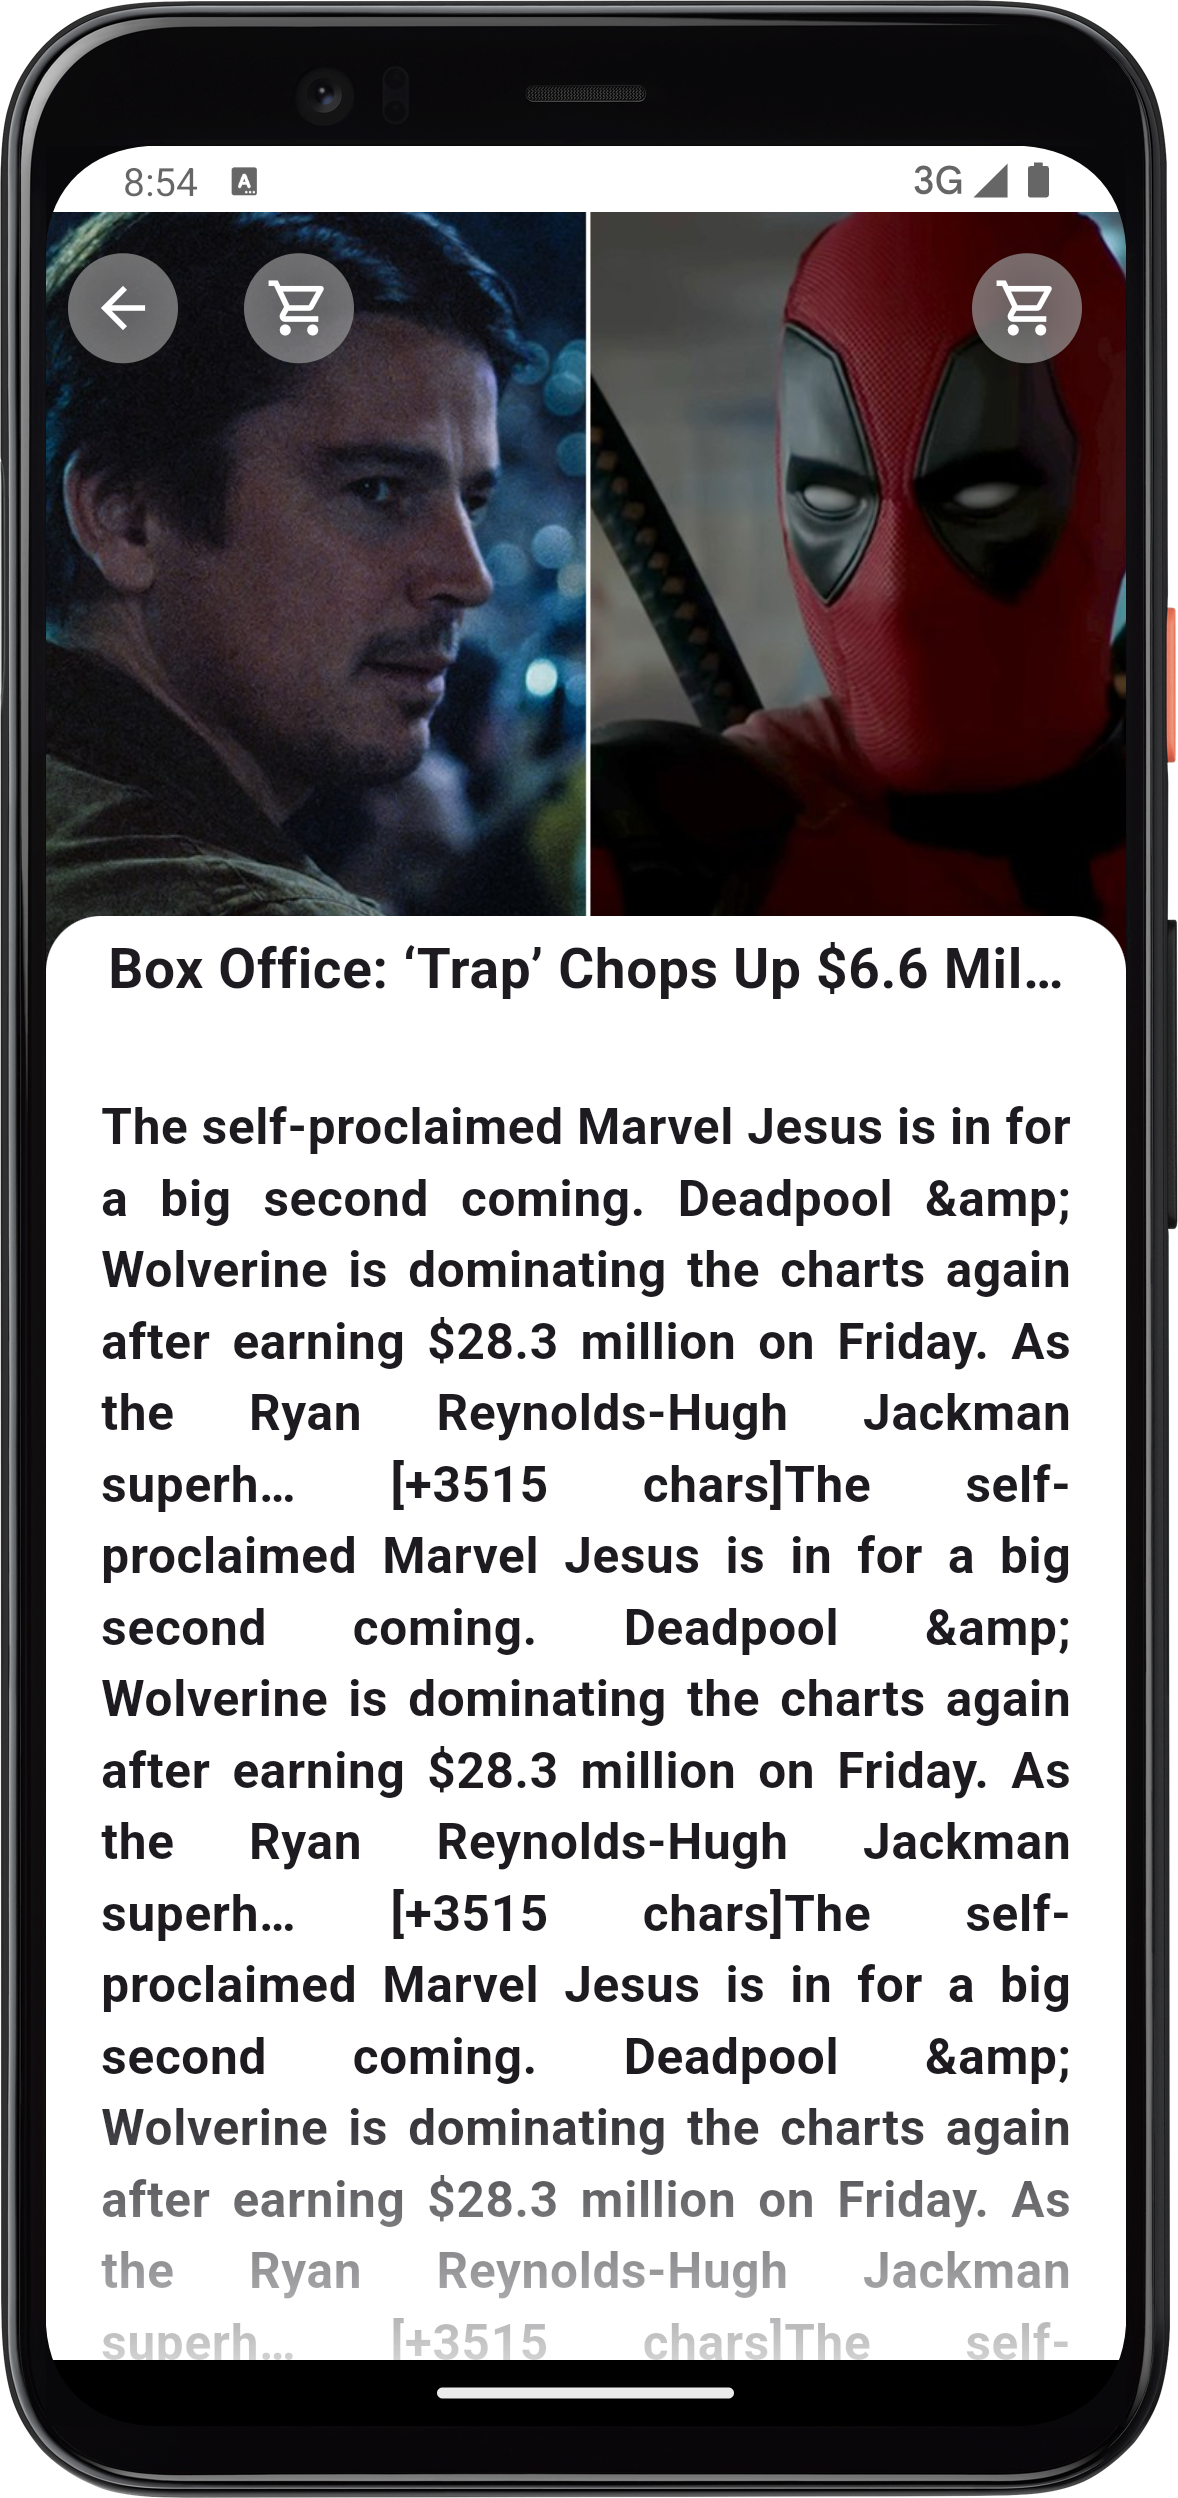 8:54
A
3G
Box Office: ‘Trap’ Chops Up $6.6 Mil…
The self-proclaimed Marvel Jesus is in for
a big second coming. Deadpool &amp;
Wolverine is dominating the charts again
after earning $28.3 million on Friday. As
the Ryan Reynolds-Hugh Jackman
superh… [+3515 chars]The self-
proclaimed Marvel Jesus is in for a big
second coming. Deadpool &amp;
Wolverine is dominating the charts again
after earning $28.3 million on Friday. As
the Ryan Reynolds-Hugh Jackman
superh… [+3515 chars]The self-
proclaimed Marvel Jesus is in for a big
second coming. Deadpool &amp;
Wolverine is dominating the charts again
after earning $28.3 million on Friday. As
the Ryan Reynolds-Hugh Jackman
superh… [+3515 chars]The self-